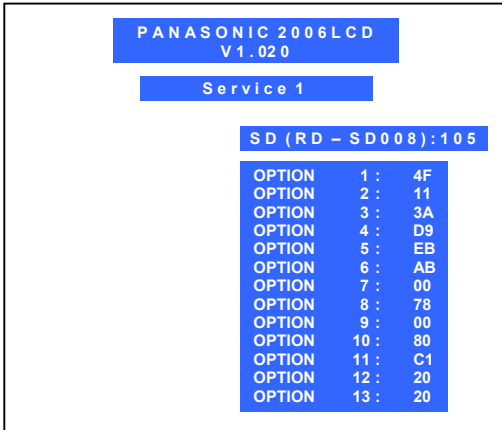 PANASONIC 2006LCD
V1.020
Service 1
SD (RD – SD008):105
OPTION 1 : 4F
OPTION 2 : 11
OPTION 3 : 3A
OPTION 4 : D9
OPTION 5 : EB
OPTION 6 : AB
OPTION 7 : 00
OPTION 8 : 78
OPTION 9 : 00
OPTION 10 : 80
OPTION 11 : C1
OPTION 12 : 20
OPTION 13 : 20